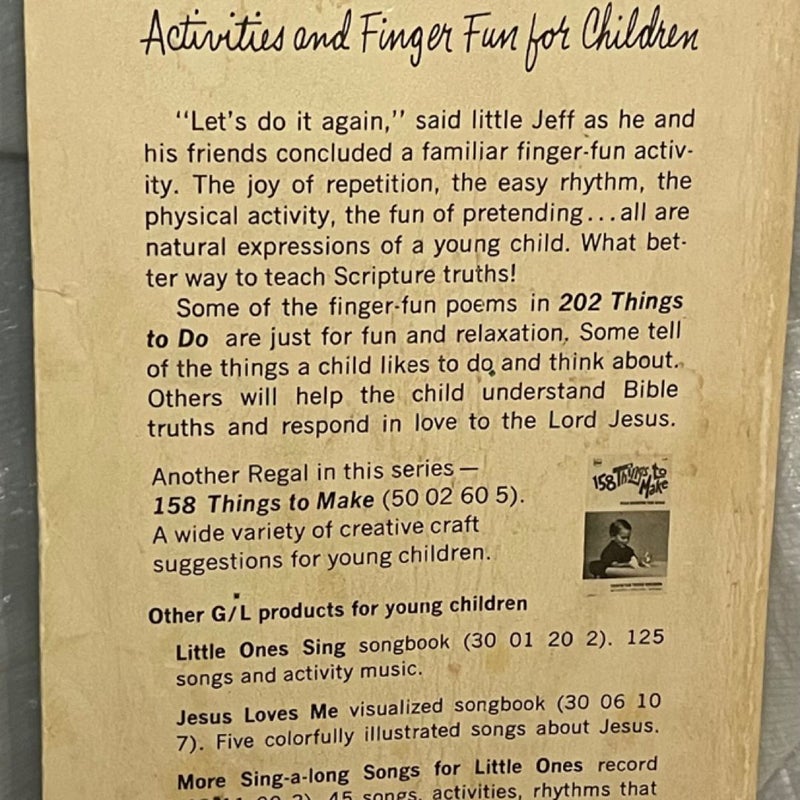 Activities and Finger Fun for Children
“Let’s do it again,” said little Jeff as he and
his friends concluded a familiar finger-fun activ-
ity. The joy of repetition, the easy rhythm, the
physical activity, the fun of pretending...all are
natural expressions of a young child. What bet-
ter way to teach Scripture truths!
Some of the finger-fun poems in 202 Things
to Do are just for fun and relaxation. Some tell
of the things a child likes to do and think about.
Others will help the child understand Bible
truths and respond in love to the Lord Jesus.
Another Regal in this series —
158 Things to Make (50 02 60 5).
A wide variety of creative craft
suggestions for young children.
158 Things to
Make
Other G/L products for young children
Little Ones Sing songbook (30 01 20 2). 125
songs and activity music.
Jesus Loves Me visualized songbook (30 06 10
7). Five colorfully illustrated songs about Jesus.
More Sing-a-long Songs for Little Ones record
45 songs, activities, rhythms that